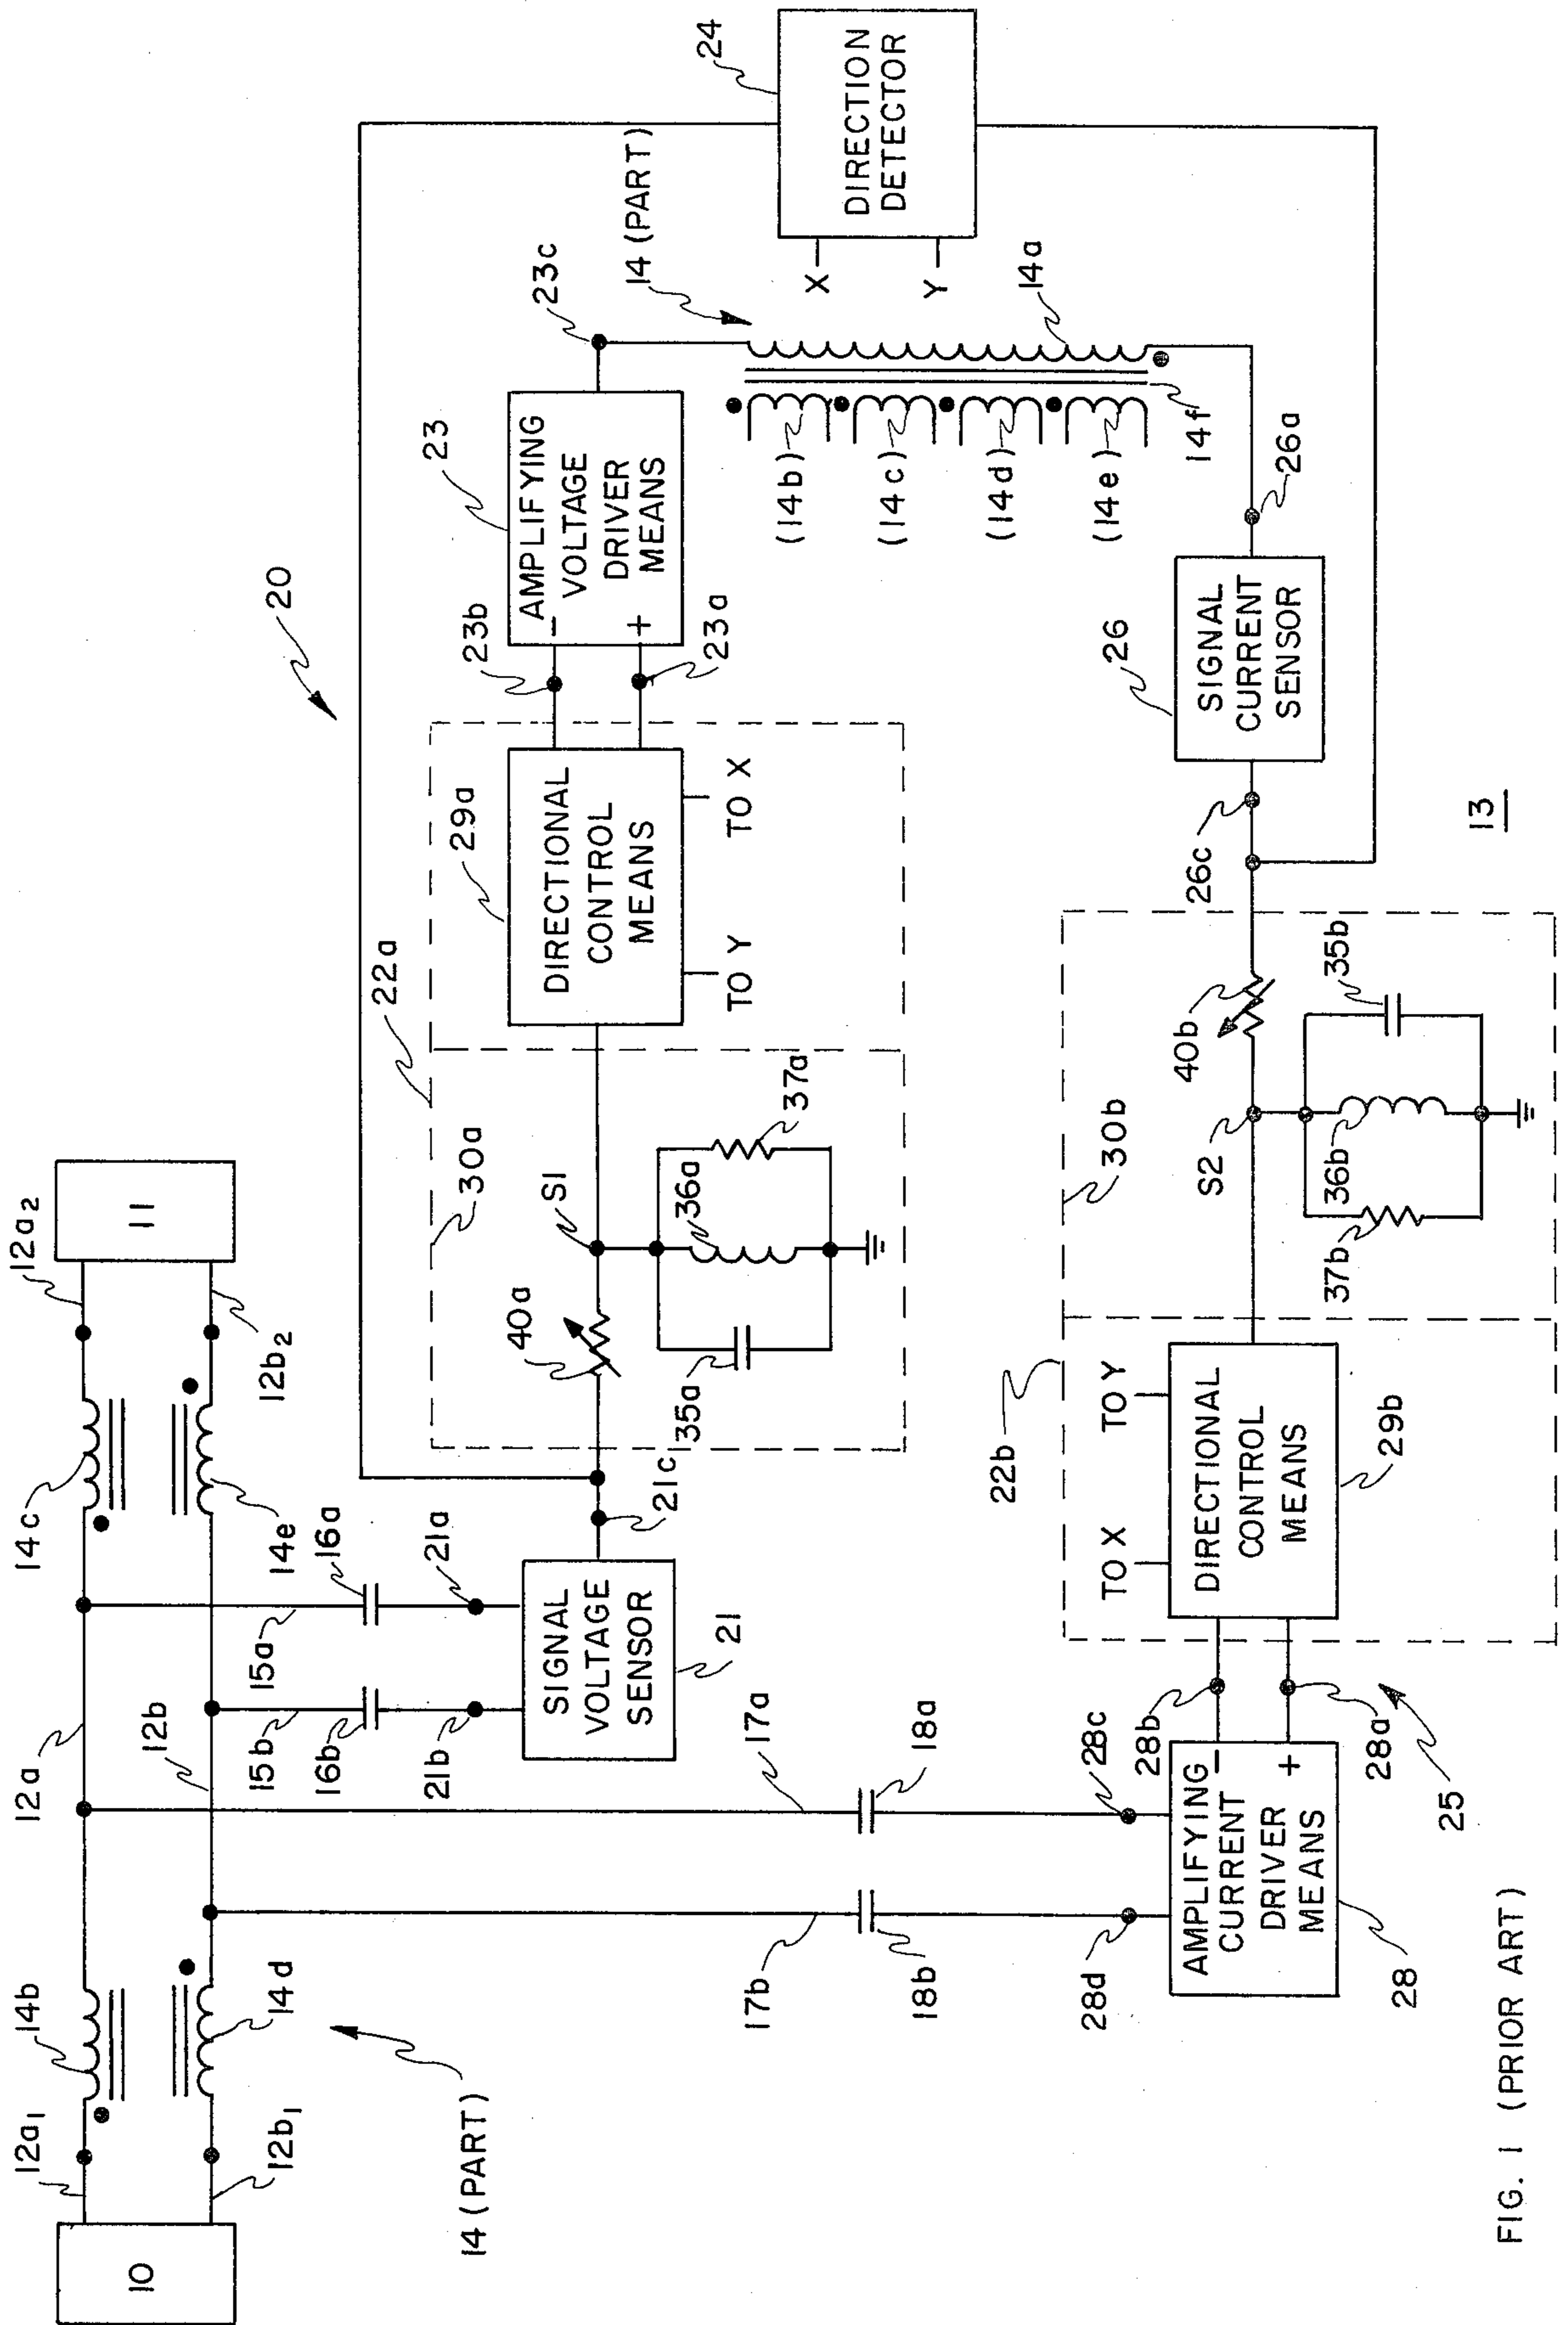 12a1
14b
12a
14c
12a2
10
11
12b1
14d
12b
14e
12b2
14 (PART)
15a
15b
16a
16b
21a
21b
SIGNAL
VOLTAGE
SENSOR
21
21c
17a
17b
18a
18b
28c
28d
20
22a
30a
40a
S1
35a
36a
37a
29a
DIRECTIONAL
CONTROL
MEANS
TO Y
TO X
23b
23a
23
AMPLIFYING
VOLTAGE
DRIVER
MEANS
−
+
23c
14 (PART)
(14b)
(14c)
(14d)
(14e)
14f
14a
24
DIRECTION
DETECTOR
X
Y
AMPLIFYING
CURRENT
DRIVER
MEANS
−
+
28
28b
28a
25
22b
TO X
TO Y
DIRECTIONAL
CONTROL
MEANS
29b
30b
S2
40b
37b
36b
35b
26c
26
SIGNAL
CURRENT
SENSOR
26a
13
FIG. 1 (PRIOR ART)